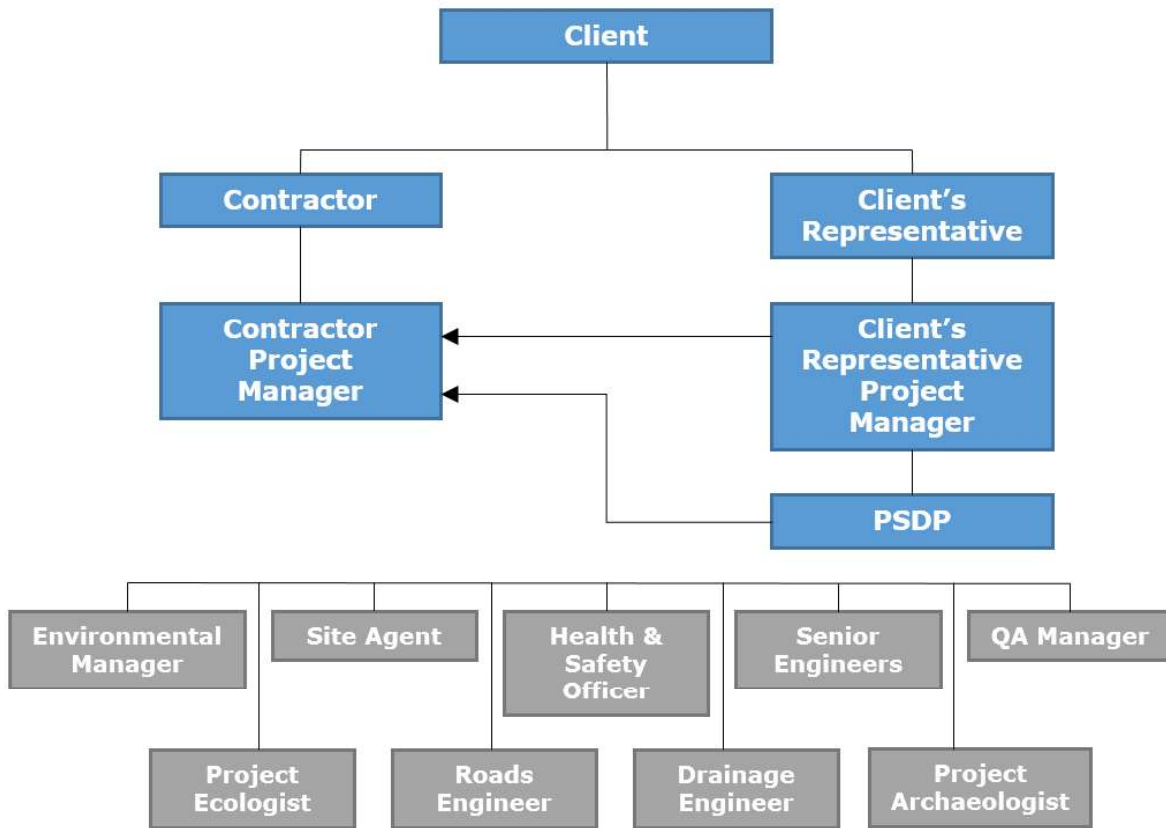 Client
Contractor
Client's
Representative
Contractor
Project
Manager
Client's
Representative
Project
Manager
PSDP
Environmental
Manager
Site Agent
Health &
Safety
Officer
Senior
Engineers
QA Manager
Project
Ecologist
Roads
Engineer
Drainage
Engineer
Project
Archaeologist